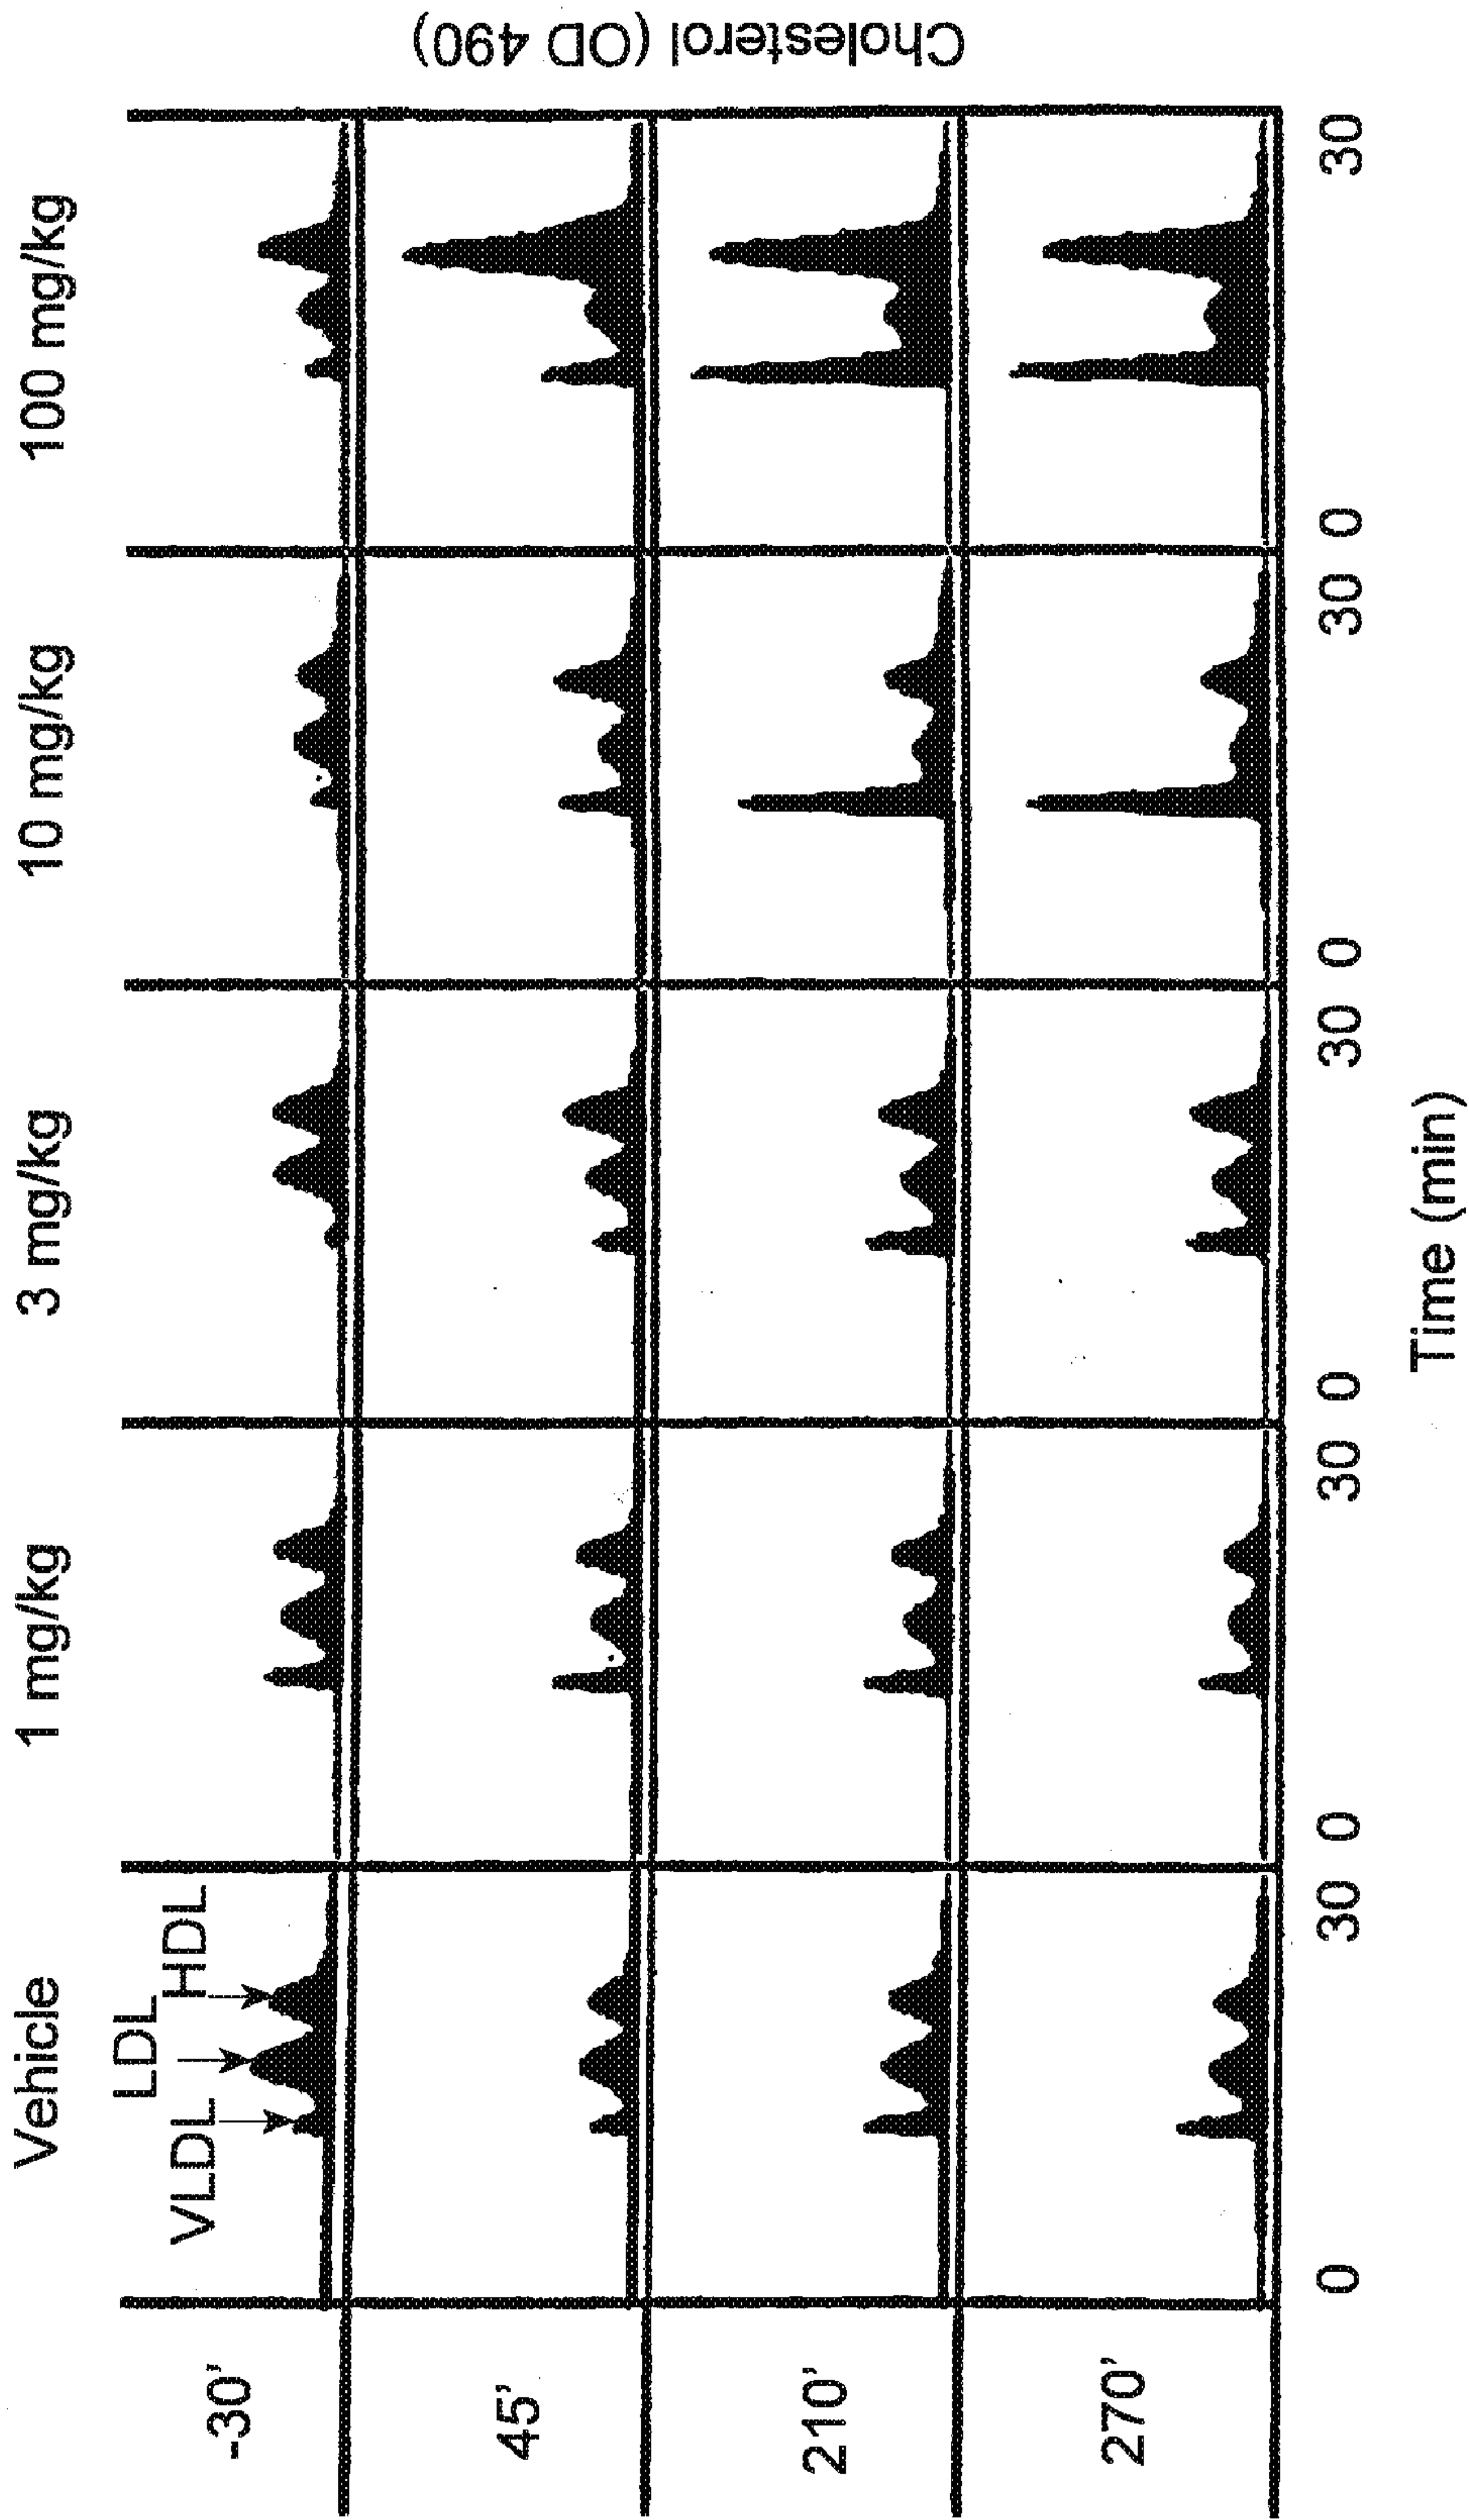 Vehicle 1 mg/kg 3 mg/kg 10 mg/kg 100 mg/kg
LDL
VLDL HDL
-30'
45'
210'
270'
0 30 0 30 0 30 0 30 0 30
Time (min)
Cholesterol (OD 490)